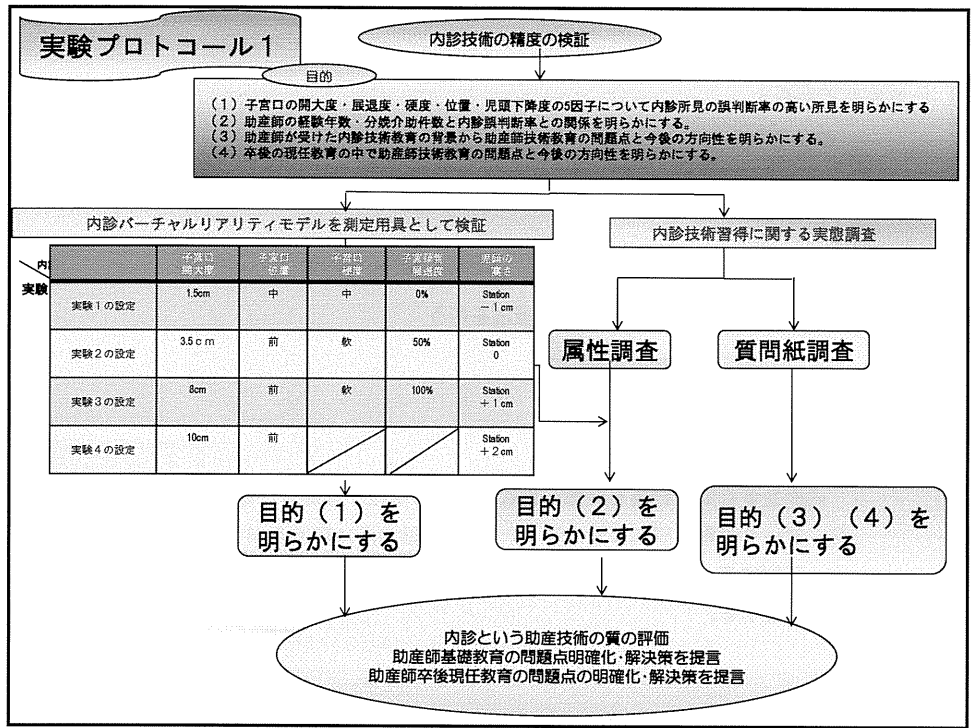 実験プロトコール1
内診技術の精度の検証
目的
(1)子宮口の開大度・展退度・硬度・位置・児頭下降度の5因子について内診所見の誤判断率の高い所見を明らかにする
(2)助産師の経験年数・分娩介助件数と内診誤判断率との関係を明らかにする。
(3)助産師が受けた内診技術教育の背景から助産師技術教育の問題点と今後の方向性を明らかにする。
(4)卒後の現任教育の中で助産師技術教育の問題点と今後の方向性を明らかにする。
内診バーチャルリアリティモデルを測定用具として検証
内診技術習得に関する実態調査
内
実験
子宮口 開大度 子宮口 位置 子宮口 硬度 子宮頸管 展退度 児頭の 高さ
実験1の設定 1.5cm 中 中 0% Station −1cm
実験2の設定 3.5cm 前 軟 50% Station 0
実験3の設定 8cm 前 軟 100% Station +1cm
実験4の設定 10cm 前 Station +2cm
属性調査
質問紙調査
目的(1)を
明らかにする
目的(2)を
明らかにする
目的(3)(4)を
明らかにする
内診という助産技術の質の評価
助産師基礎教育の問題点明確化・解決策を提言
助産師卒後現任教育の問題点の明確化・解決策を提言